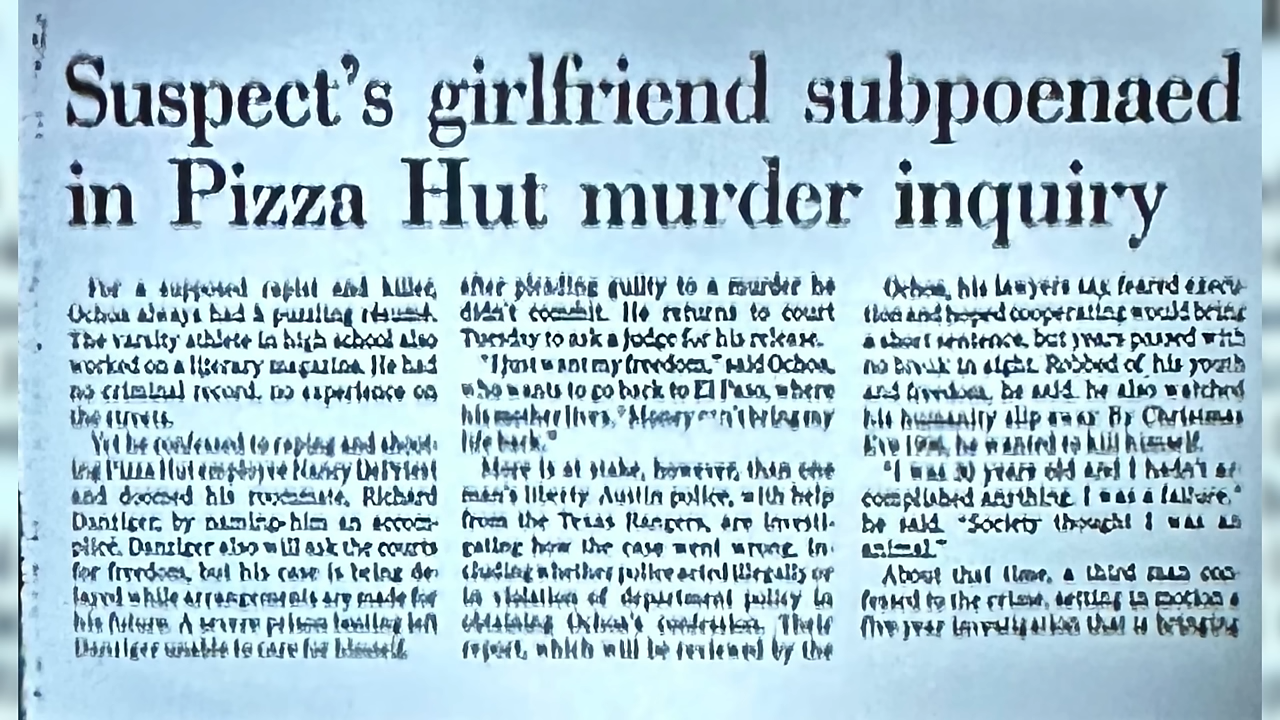 Suspect's girlfriend subpoenaed
in Pizza Hut murder inquiry
For a supposed rapist and killer,
Ochoa always had a puzzling résumé.
The varsity athlete in high school also
worked on a literary magazine. He had
no criminal record, no experience on
the streets.
Yet he confessed to raping and shoot-
ing Pizza Hut employee Nancy DePriest
and doomed his roommate, Richard
Danziger, by naming him an accom-
plice. Danziger also will ask the courts
for freedom, but his case is being de-
layed while arrangements are made for
his future. A severe prison beating left
Danziger unable to care for himself.
after pleading guilty to a murder he
didn't commit. He returns to court
Tuesday to ask a judge for his release.
"I just want my freedom," said Ochoa,
who wants to go back to El Paso, where
his mother lives. "Money can't bring my
life back."
More is at stake, however, than one
man's liberty. Austin police, with help
from the Texas Rangers, are investi-
gating how the case went wrong, in-
cluding whether police acted illegally or
in violation of department policy in
obtaining Ochoa's confession. Their
report, which will be reviewed by the
Ochoa, his lawyers say, feared execu-
tion and hoped cooperating would bring
a short sentence, but years passed with
no break in sight. Robbed of his youth
and freedom, he said, he also watched
his humanity slip away. By Christmas
Eve he wanted to kill himself.
"I was 30 years old and I hadn't ac-
complished anything. I was a failure,"
he said. "Society thought I was an
animal."
About that time, a third man con-
fessed to the crime, setting in motion a
five year investigation that is bringing